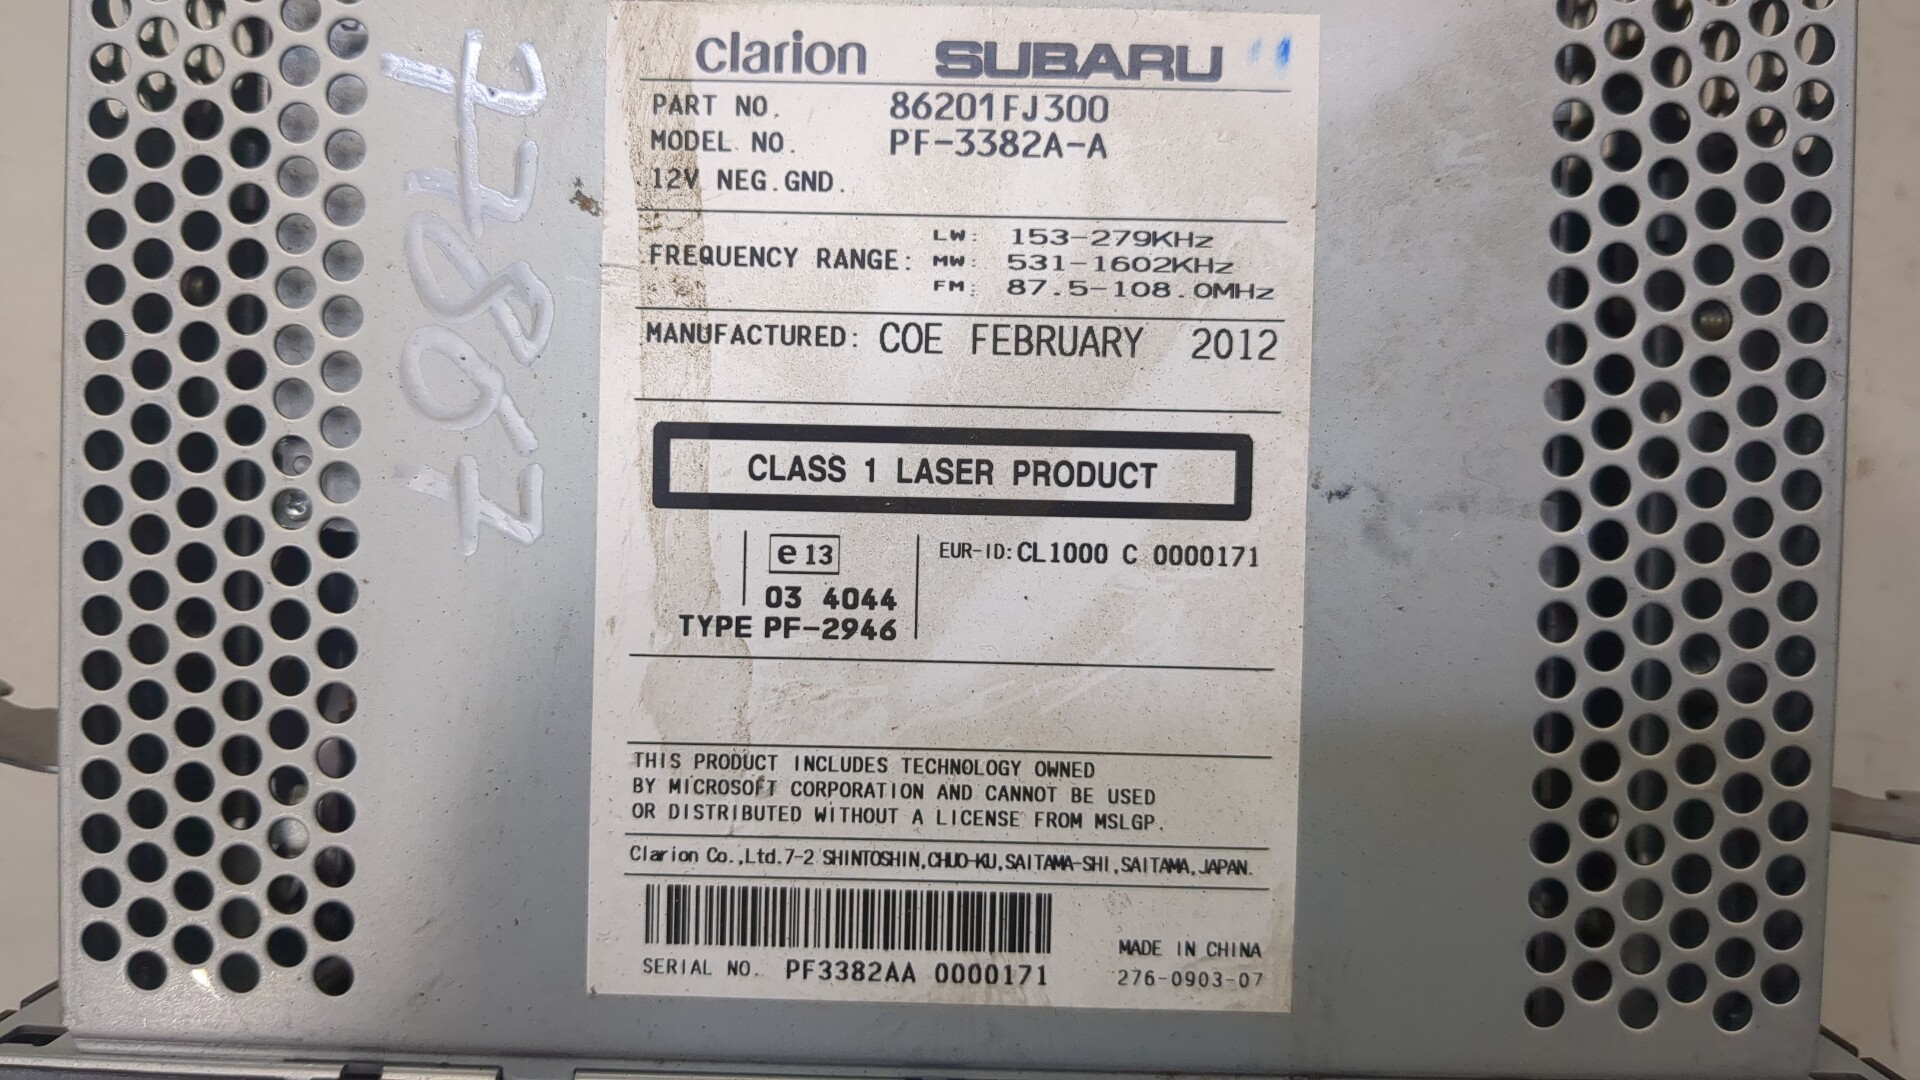 clarion SUBARU
PART NO. 86201FJ300
MODEL NO. PF-3382A-A
12V NEG.GND.
FREQUENCY RANGE: LW: 153-279KHz
MW: 531-1602KHz
FM: 87.5-108.0MHz
MANUFACTURED: COE FEBRUARY 2012
CLASS 1 LASER PRODUCT
e13
EUR-ID:CL1000 C 0000171
03 4044
TYPE PF-2946
THIS PRODUCT INCLUDES TECHNOLOGY OWNED
BY MICROSOFT CORPORATION AND CANNOT BE USED
OR DISTRIBUTED WITHOUT A LICENSE FROM MSLGP.
Clarion Co.,Ltd.7-2 SHINTOSHIN,CHUO-KU,SAITAMA-SHI,SAITAMA,JAPAN.
MADE IN CHINA
SERIAL NO. PF3382AA 0000171
276-0903-07